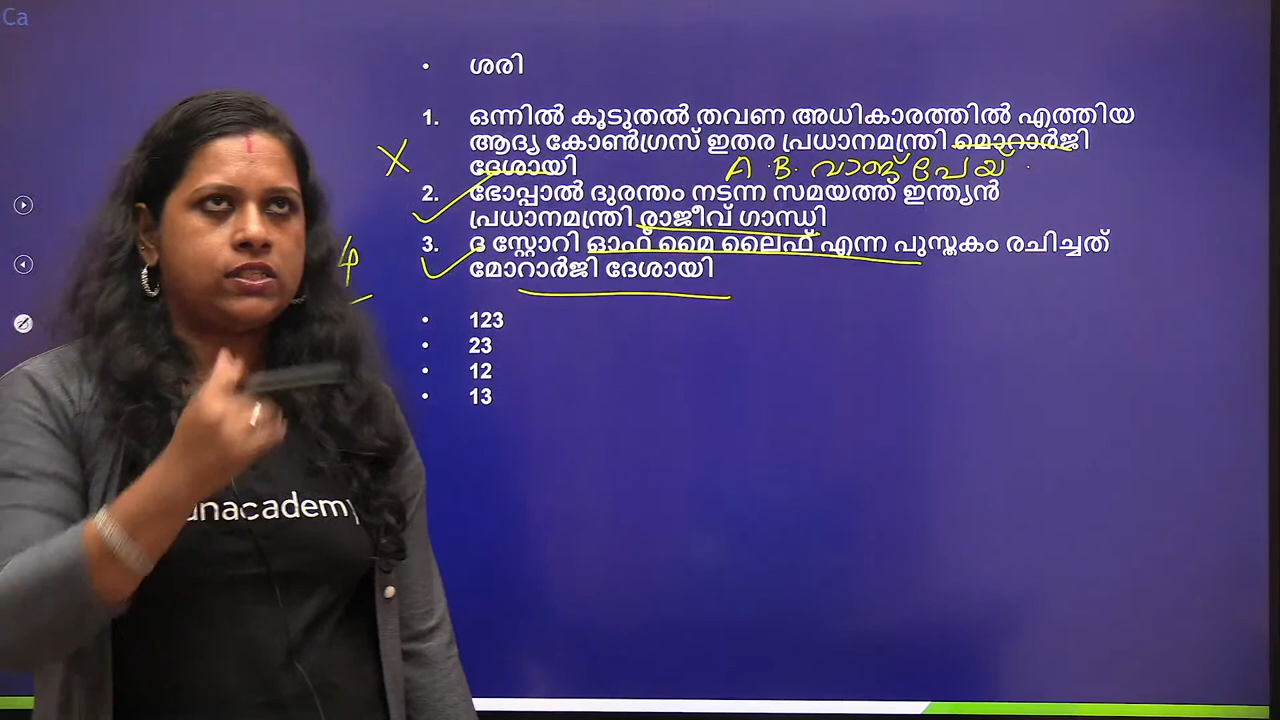 Ca
• ശരി
1. ഒന്നിൽ കൂടുതൽ തവണ അധികാരത്തിൽ എത്തിയ
ആദ്യ കോൺഗ്രസ് ഇതര പ്രധാനമന്ത്രി മൊറാർജി
ദേശായി
A.B. വാജ്പേയ്
2. ഭോപ്പാൽ ദുരന്തം നടന്ന സമയത്ത് ഇന്ത്യൻ
പ്രധാനമന്ത്രി രാജീവ് ഗാന്ധി
3. ദ സ്റ്റോറി ഓഫ് മൈ ലൈഫ് എന്ന പുസ്തകം രചിച്ചത്
മോറാർജി ദേശായി
• 123
• 23
• 12
• 13
unacademy